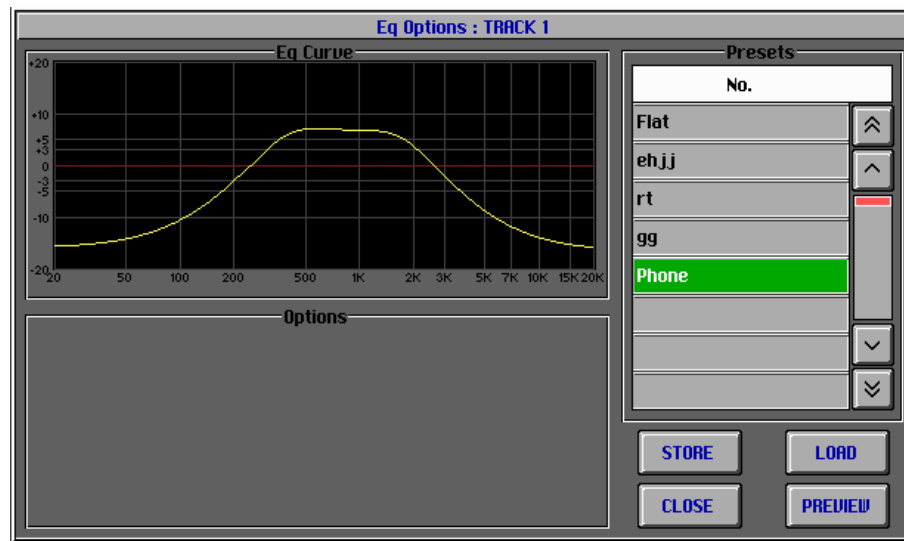 Eq Options : TRACK 1
Eq Curve
+20
+10
+5
+3
0
-3
-5
-10
-20
20 50 100 200 500 1K 2K 3K 5K 7K 10K 15K 20K
Options
Presets
No.
Flat
ehjj
rt
gg
Phone
STORE LOAD
CLOSE PREVIEW